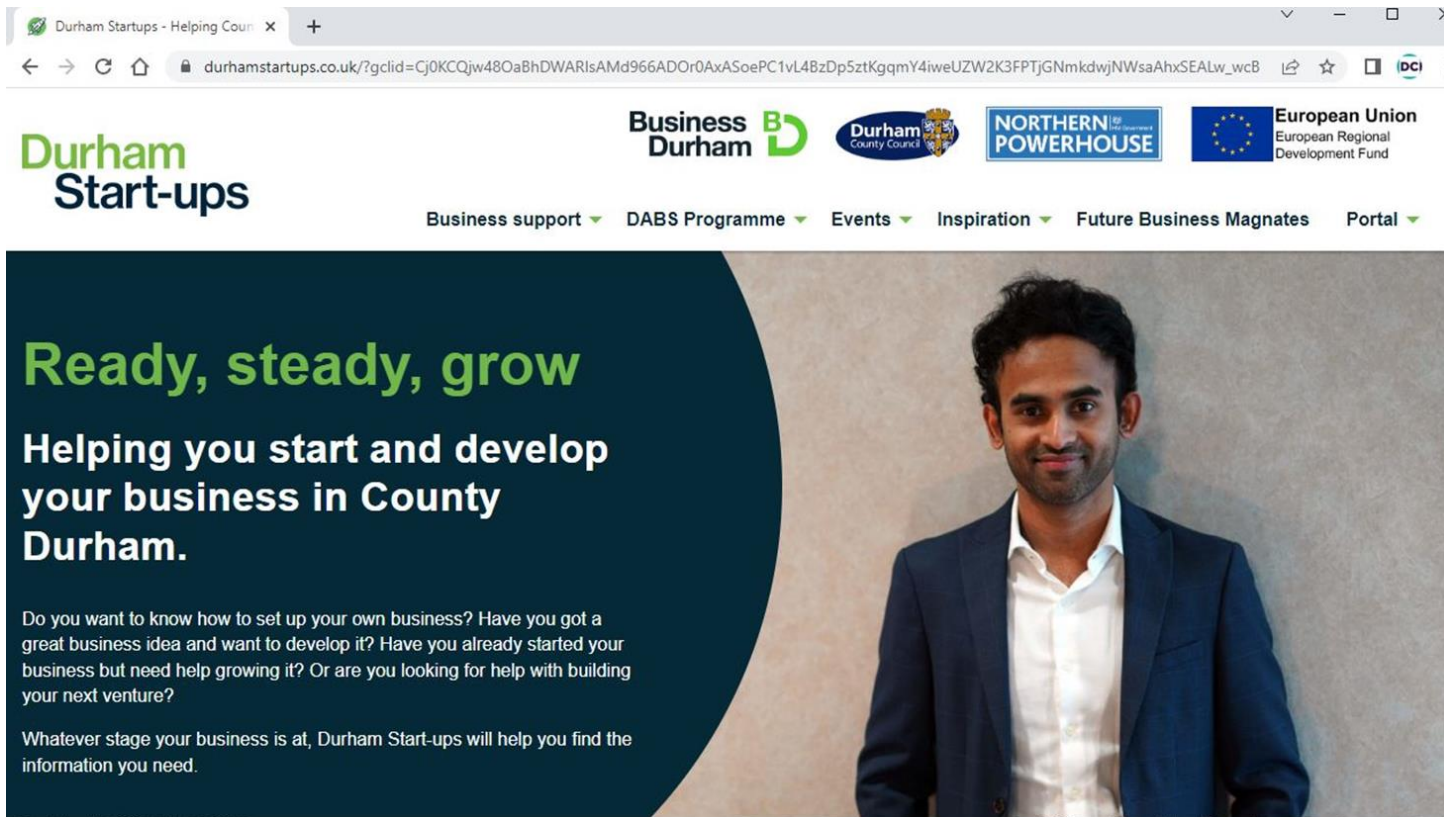 Durham Startups - Helping Coun
durhamstartups.co.uk/?gclid=Cj0KCQjw48OaBhDWARIsAMd966ADOr0AxASoePC1vL4BzDp5ztKgqmY4iweUZW2K3FPTjGNmkdwjNWsaAhxSEALw_wcB
DC
Durham
Start-ups
Business
Durham
BD
Durham
County Council
NORTHERN
POWERHOUSE
European Union
European Regional
Development Fund
Business support
DABS Programme
Events
Inspiration
Future Business Magnates
Portal
Ready, steady, grow
Helping you start and develop
your business in County
Durham.
Do you want to know how to set up your own business? Have you got a
great business idea and want to develop it? Have you already started your
business but need help growing it? Or are you looking for help with building
your next venture?
Whatever stage your business is at, Durham Start-ups will help you find the
information you need.